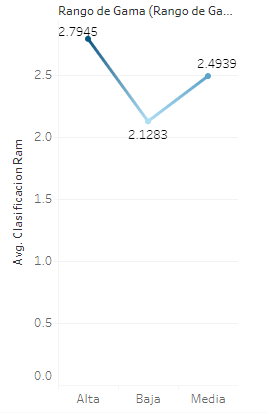 Rango de Gama (Rango de Ga...
2.7945
2.5
2.4939
2.0
2.1283
Avg. Clasificacion Ram
1.5
1.0
0.5
0.0
Alta
Baja
Media